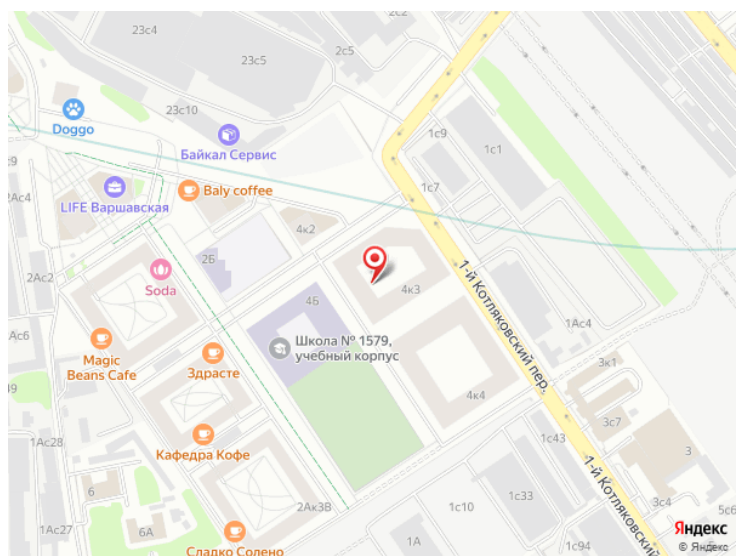 23с4
2с5
23с5
23с10
Doggo
Байкал Сервис
1с9
1с1
с9
1с7
2Ас4
LIFE Варшавская
Baly coffee
4к2
2Б
1-й Котляковский пер.
2Ас2
Soda
4Б
4к3
Ас6
Школа № 1579,
учебный корпус
1Ас4
Magic
Beans Cafe
Здрасте
3к1
49
4к4
3с7
1Ас28
Кафедра Кофе
1с43
3
6
1с33
1-й Котляковский
1с10
3с4
5с6
2Ак3В
1Ас27
6А
1А
Сладко Солено
1с94
Яндекс
© Яндекс